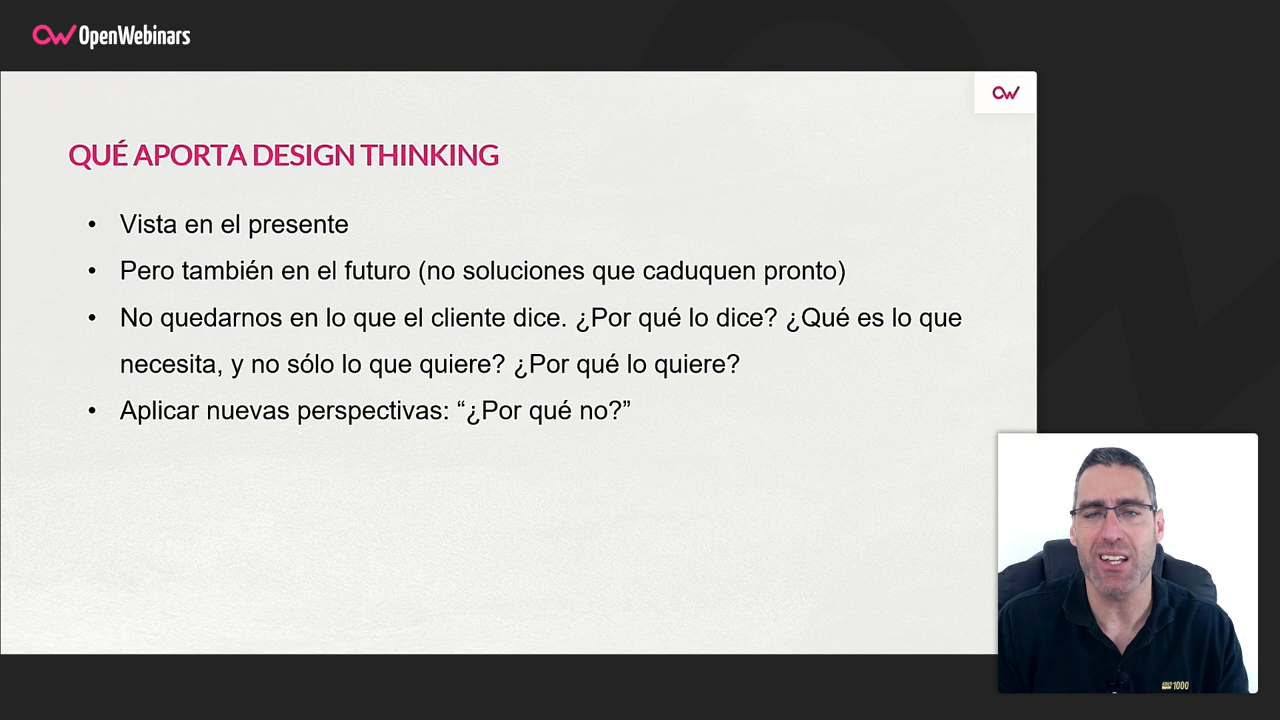 OpenWebinars
QUÉ APORTA DESIGN THINKING
• Vista en el presente
• Pero también en el futuro (no soluciones que caduquen pronto)
• No quedarnos en lo que el cliente dice. ¿Por qué lo dice? ¿Qué es lo que
necesita, y no sólo lo que quiere? ¿Por qué lo quiere?
• Aplicar nuevas perspectivas: “¿Por qué no?”
1000